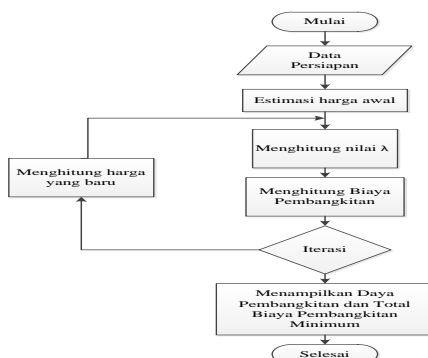 Mulai
Data
Persiapan
Estimasi harga awal
Menghitung nilai λ
Menghitung harga
yang baru
Menghitung Biaya
Pembangkitan
Iterasi
Menampilkan Daya
Pembangkitan dan Total
Biaya Pembangkitan
Minimum
Selesai